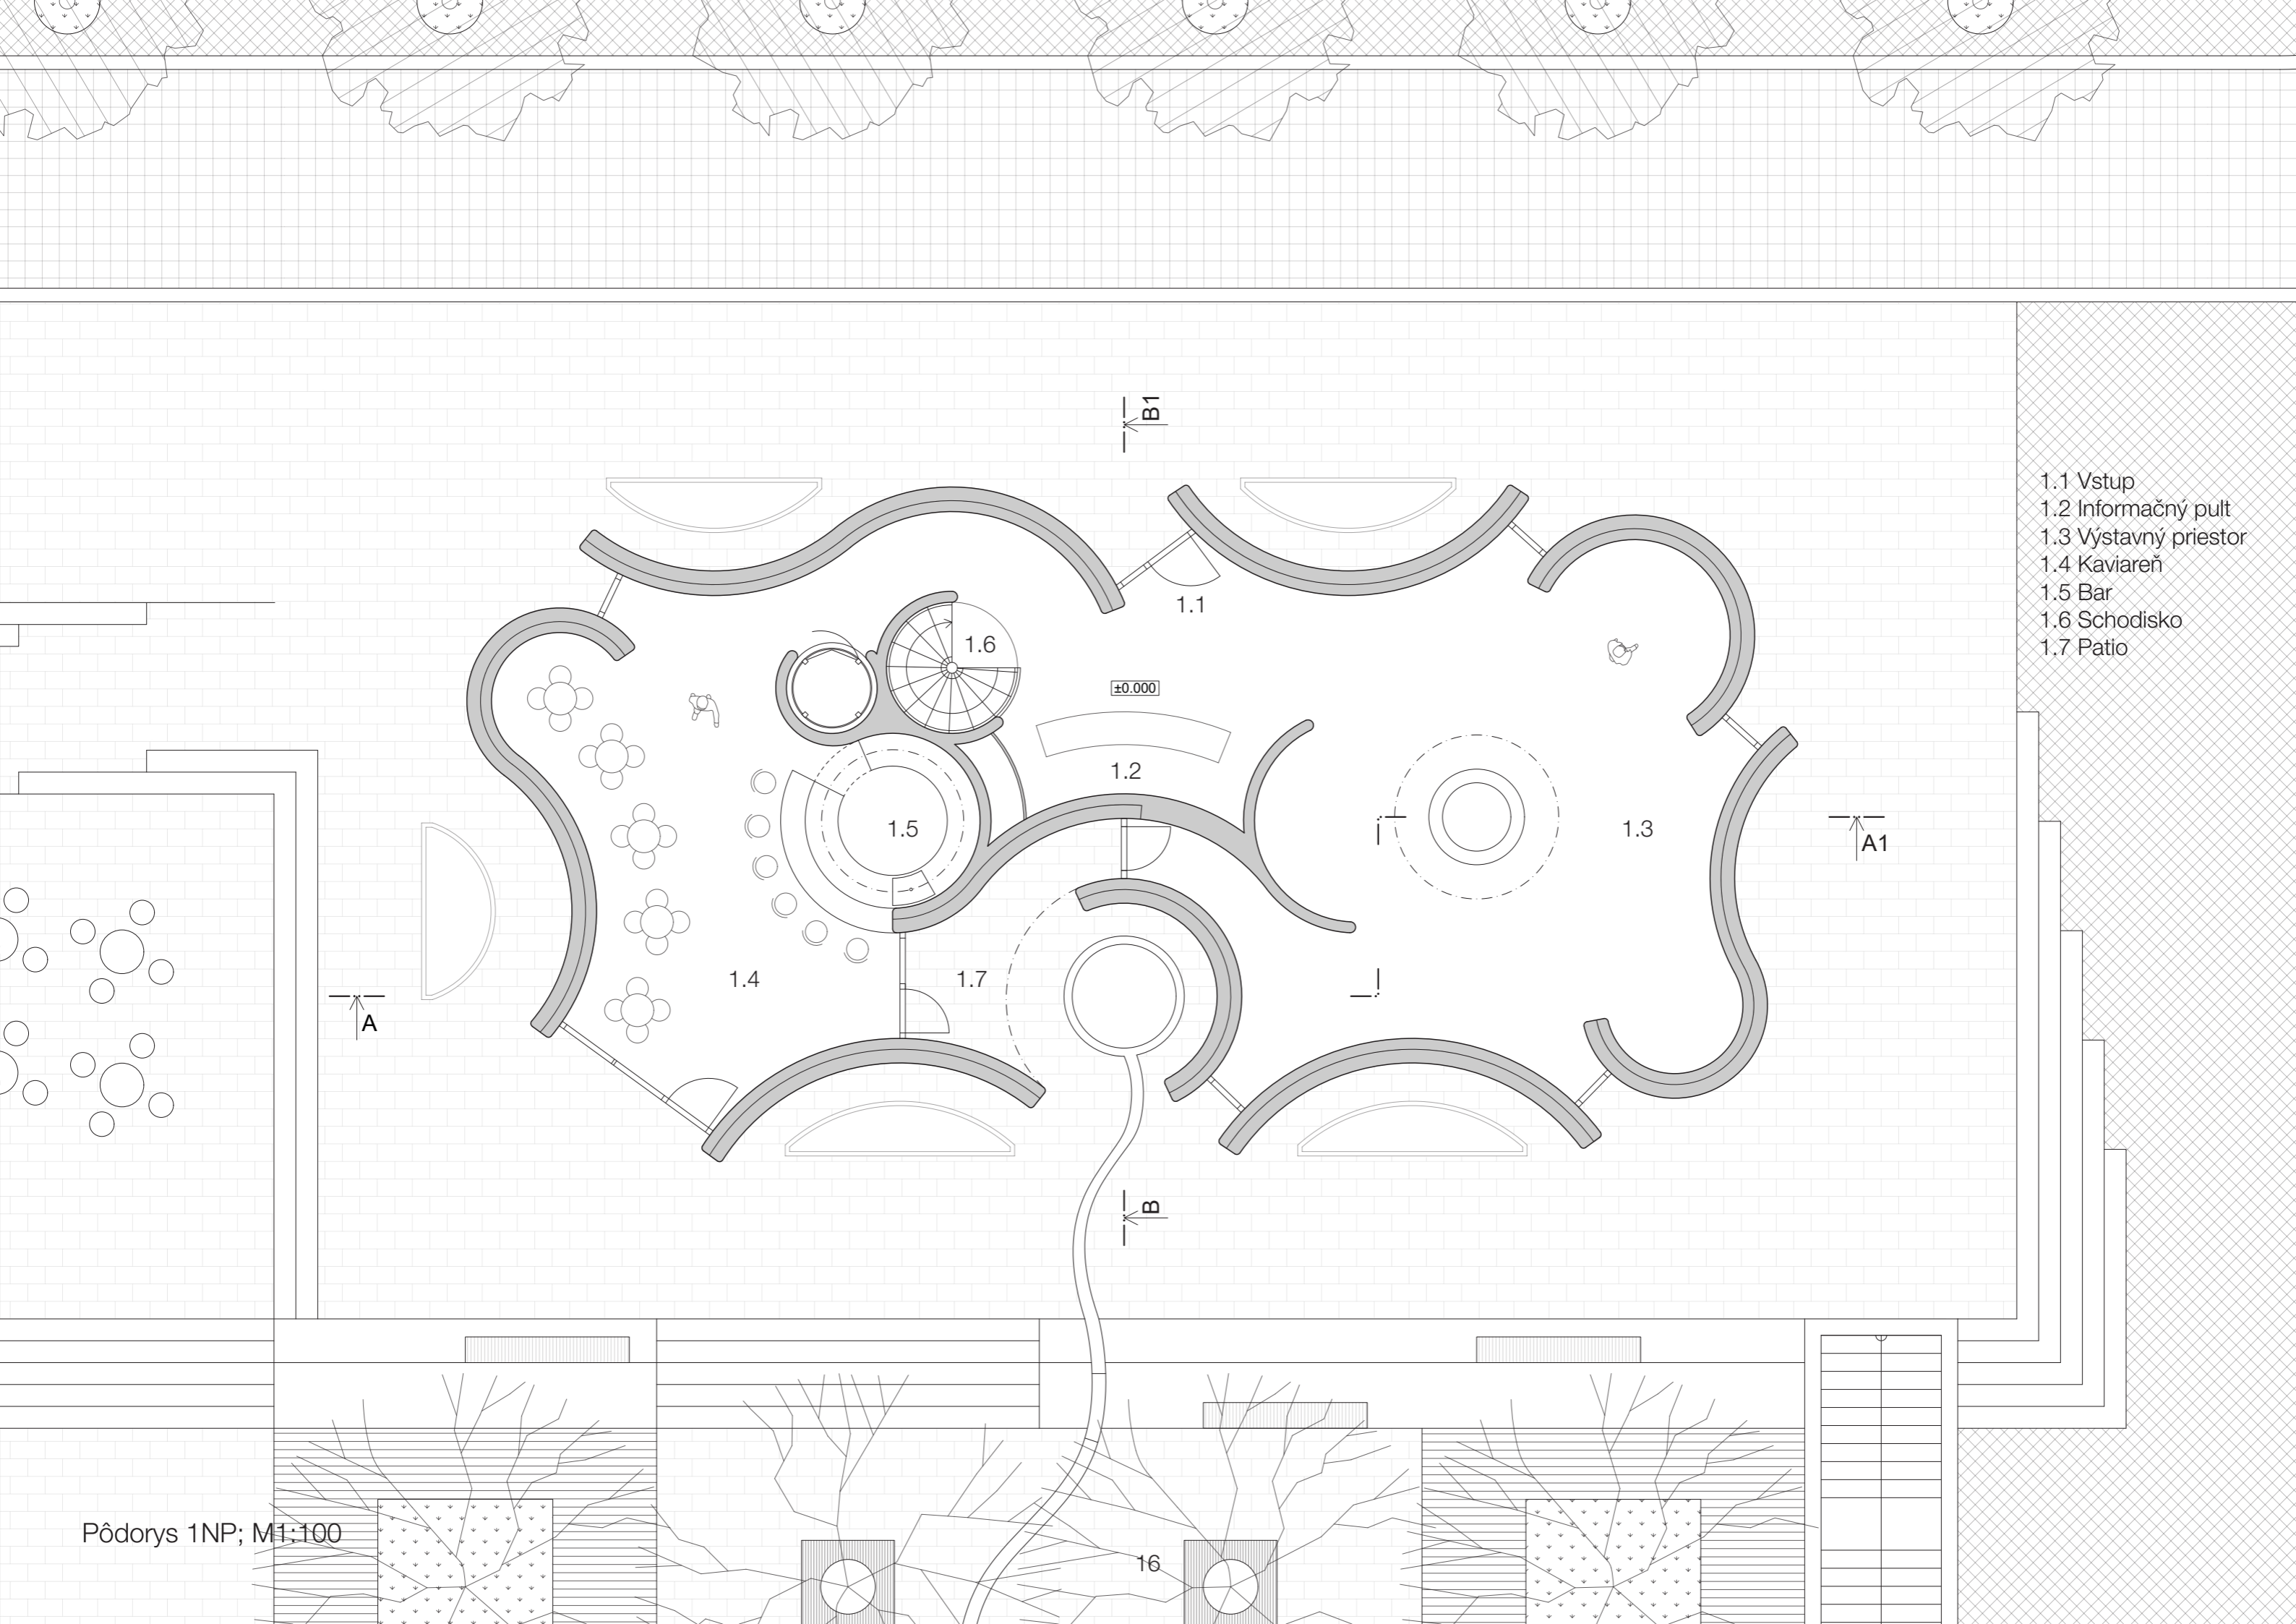 B1
1.1 Vstup
1.2 Informačný pult
1.3 Výstavný priestor
1.4 Kaviareň
1.5 Bar
1.6 Schodisko
1.7 Patio
1.1
1.6
±0.000
1.2
1.5
1.3
A1
1.4
1.7
A
B
Pôdorys 1NP; M1:100
16